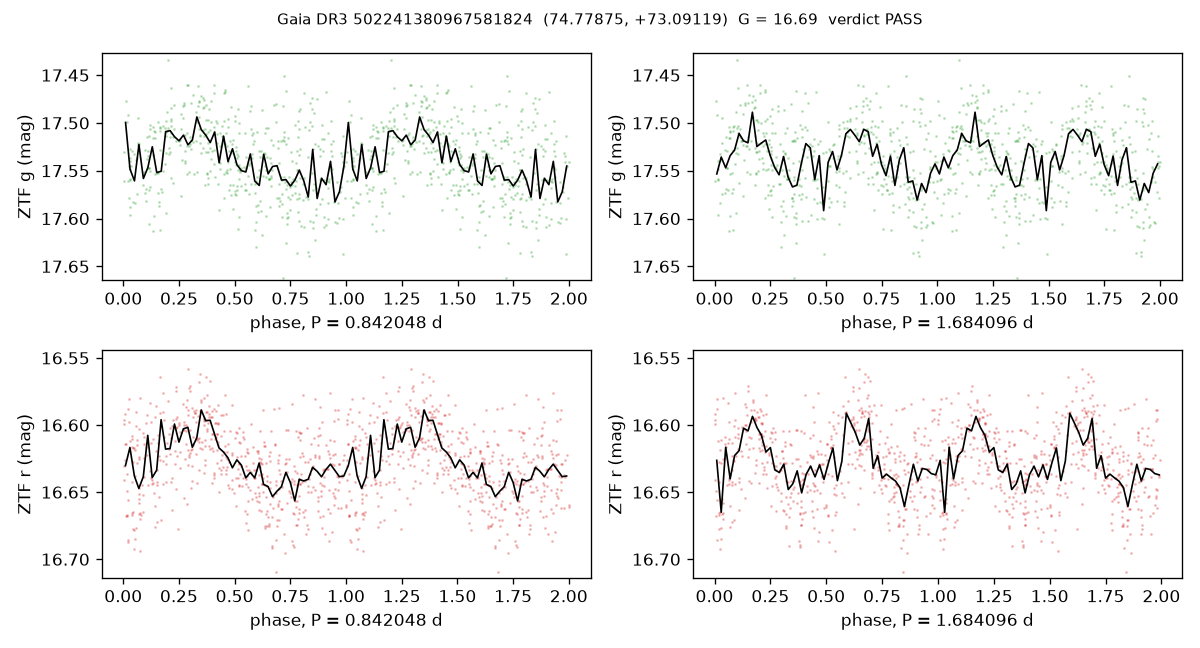 Gaia DR3 502241380967581824  (74.77875, +73.09119)  G = 16.69  verdict PASS
ZTF g (mag)
17.45
17.50
17.55
17.60
17.65
0.00 0.25 0.50 0.75 1.00 1.25 1.50 1.75 2.00
phase, P = 0.842048 d
ZTF g (mag)
17.45
17.50
17.55
17.60
17.65
0.00 0.25 0.50 0.75 1.00 1.25 1.50 1.75 2.00
phase, P = 1.684096 d
ZTF r (mag)
16.55
16.60
16.65
16.70
0.00 0.25 0.50 0.75 1.00 1.25 1.50 1.75 2.00
phase, P = 0.842048 d
ZTF r (mag)
16.55
16.60
16.65
16.70
0.00 0.25 0.50 0.75 1.00 1.25 1.50 1.75 2.00
phase, P = 1.684096 d